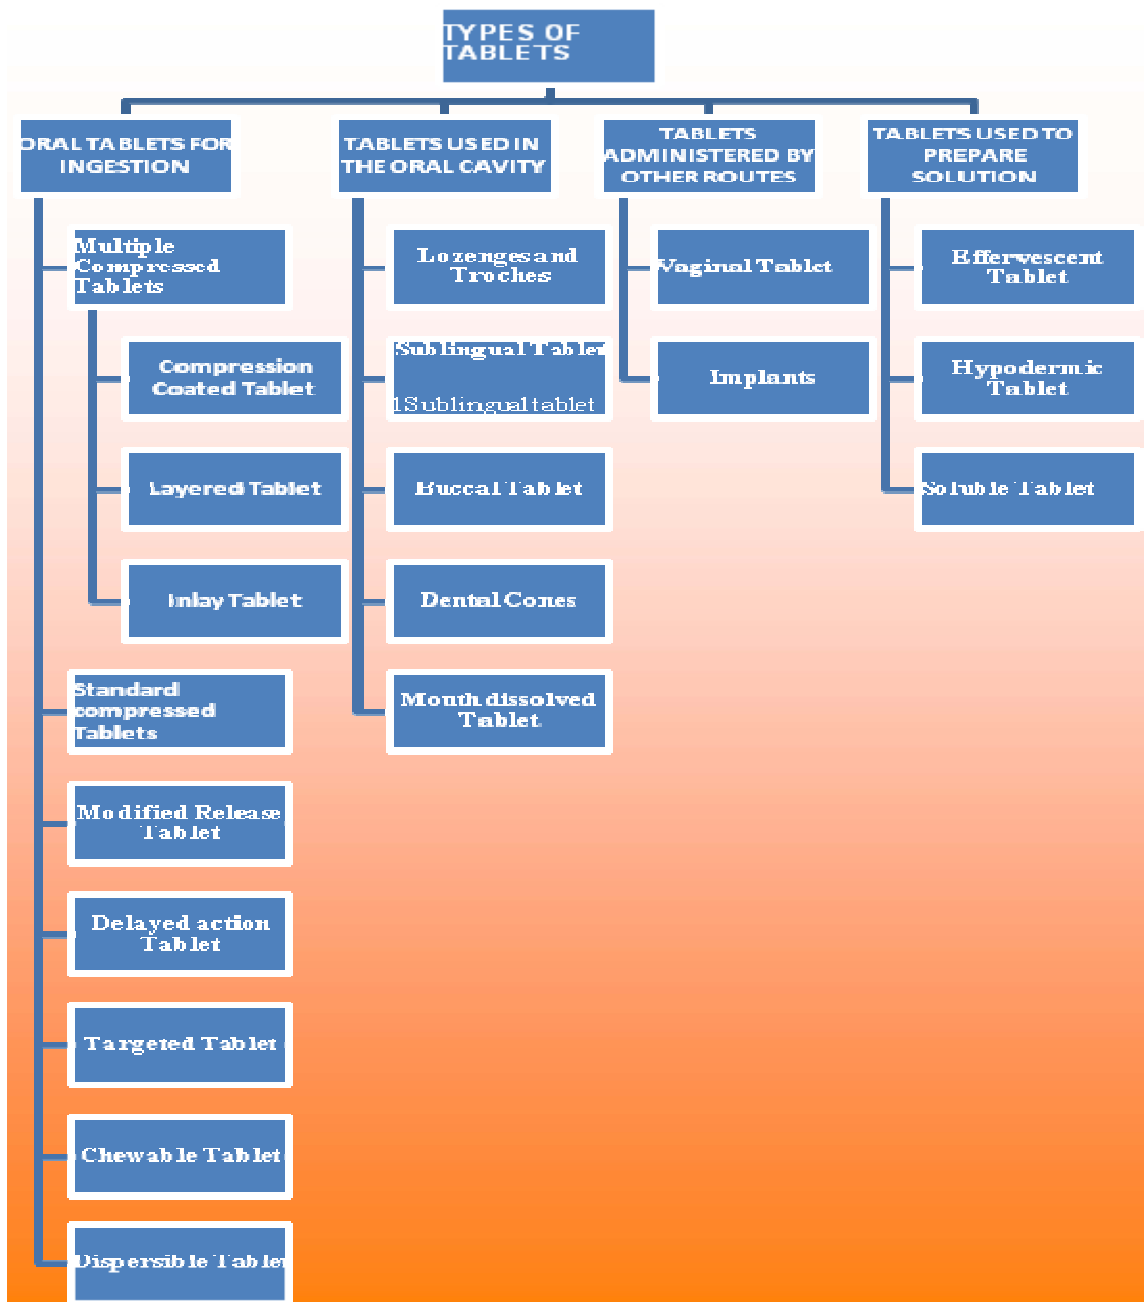 TYPES OF
TABLETS
ORAL TABLETS FOR
INGESTION
Multiple
Compressed
Tablets
Compression
Coated Tablet
Layered Tablet
Inlay Tablet
Standard
compressed
Tablets
Modified Release
Tablet
Delayed action
Tablet
Targeted Tablet
Chewable Tablet
Dispersible Tablet
TABLETS USED IN
THE ORAL CAVITY
Lozenges and
Troches
Sublingual Tablet
1Sublingual tablet
Buccal Tablet
Dental Cones
Mouth dissolved
Tablet
TABLETS
ADMINISTERED BY
OTHER ROUTES
Vaginal Tablet
Implants
TABLETS USED TO
PREPARE
SOLUTION
Effervescent
Tablet
Hypodermic
Tablet
Soluble Tablet